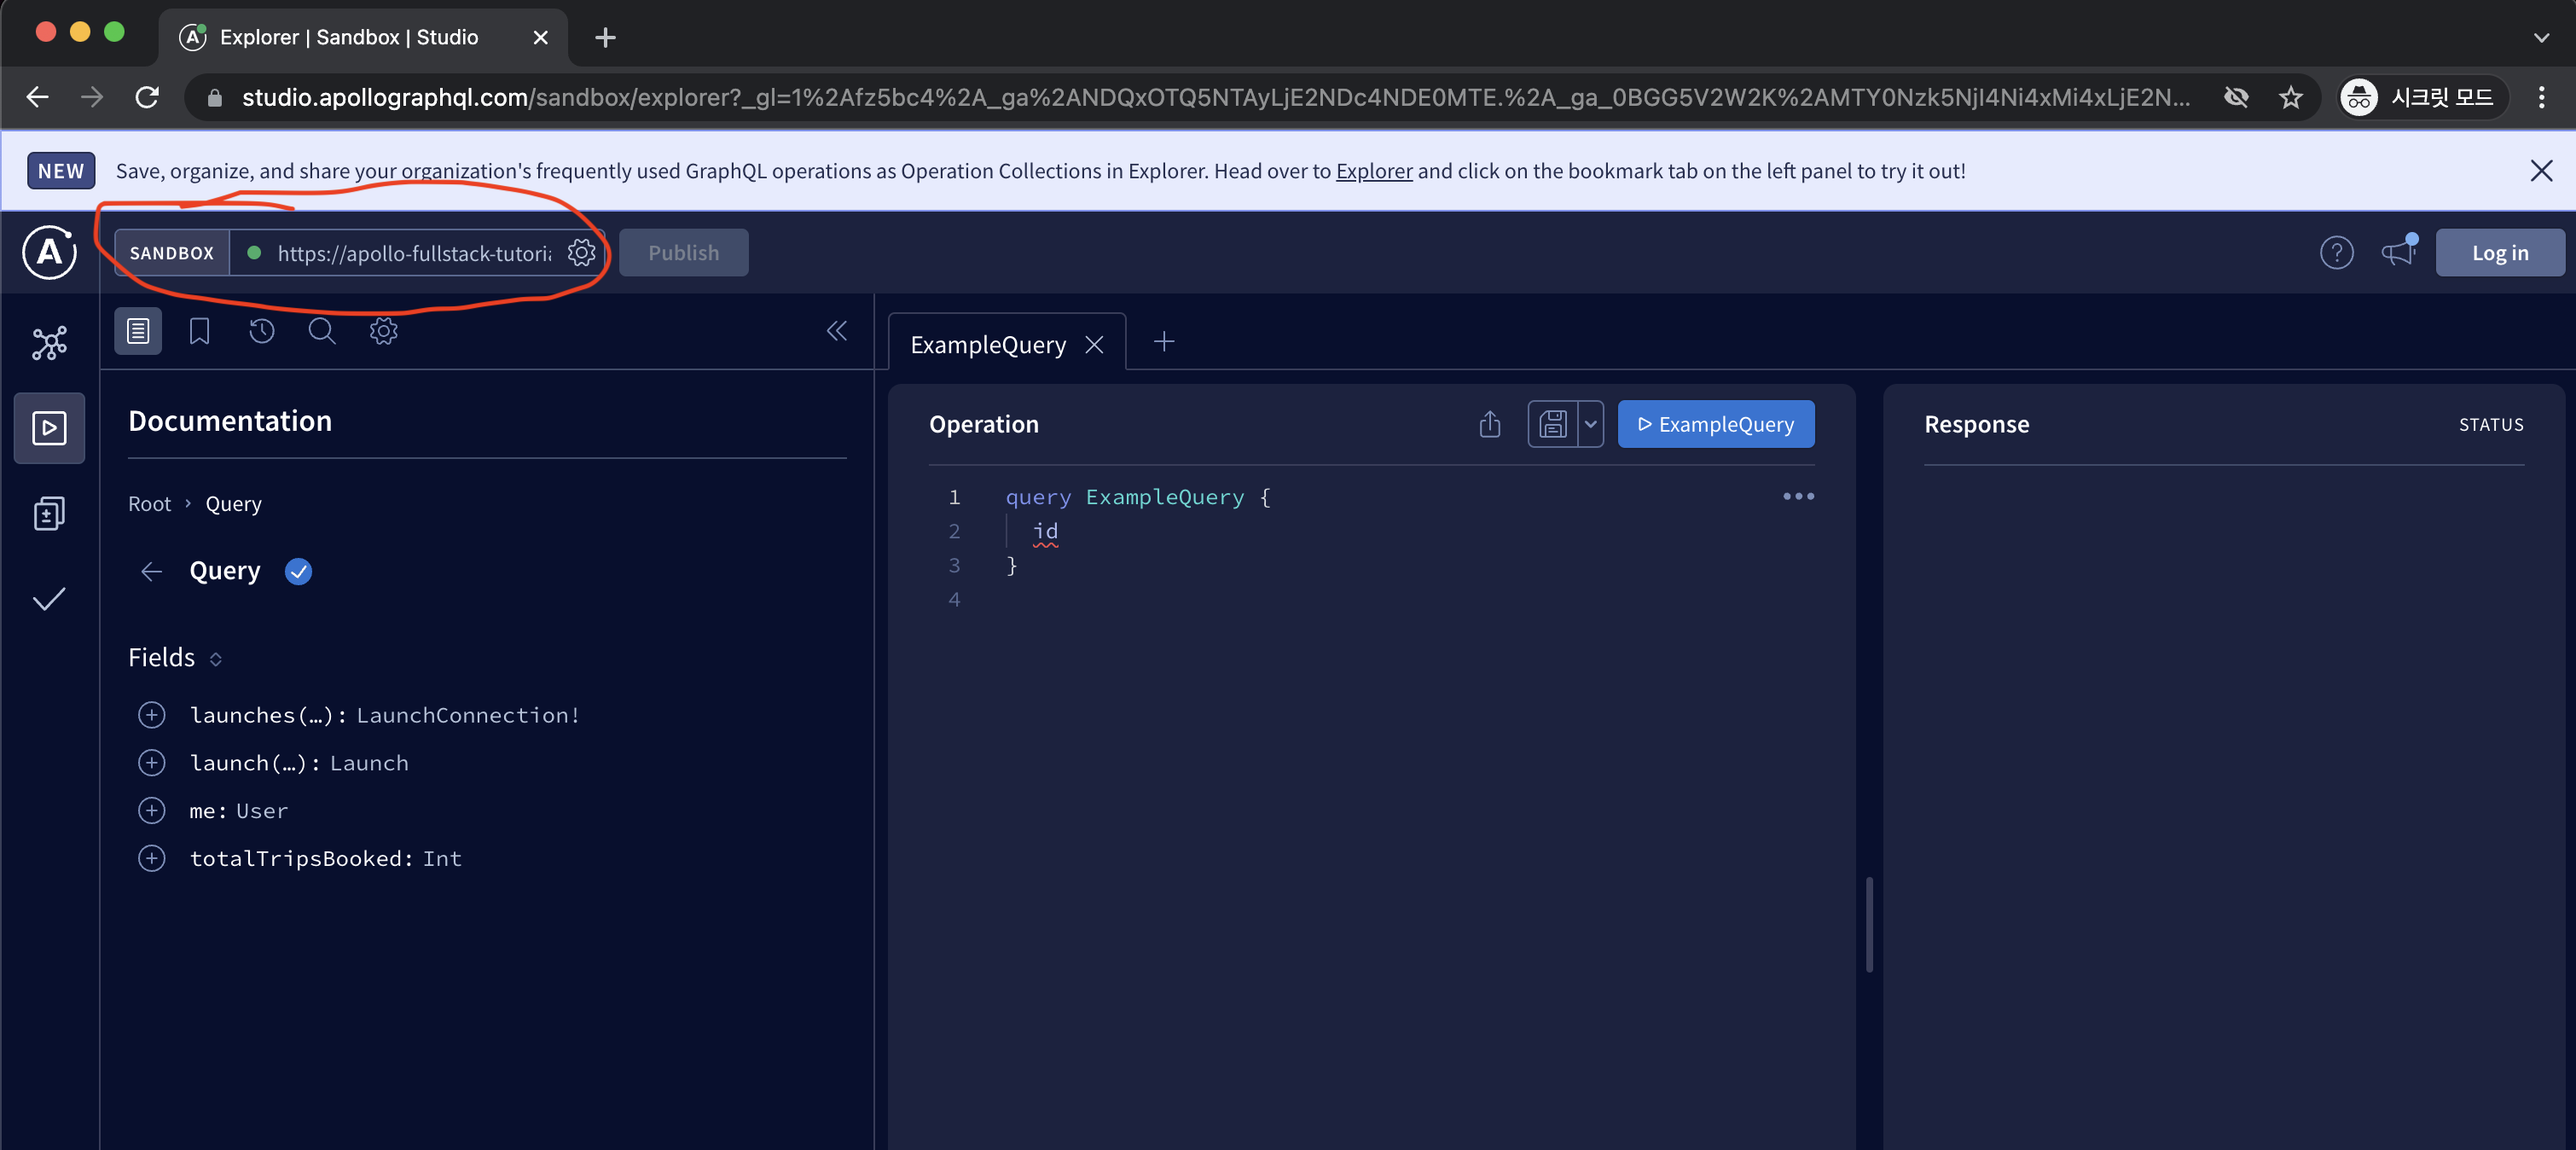 Explorer | Sandbox | Studio
studio.apollographql.com/sandbox/explorer?_gl=1%2Afz5bc4%2A_ga%2ANDQxOTQ5NTAyLjE2NDc4NDE0MTE.%2A_ga_0BGG5V2W2K%2AMTY0Nzk5NjI4Ni4xMi4xLjE2N...
시크릿 모드
NEW Save, organize, and share your organization's frequently used GraphQL operations as Operation Collections in Explorer. Head over to Explorer and click on the bookmark tab on the left panel to try it out!
SANDBOX https://apollo-fullstack-tutoria Publish Log in
ExampleQuery
Documentation
Root › Query
Query
Fields
launches(…): LaunchConnection!
launch(…): Launch
me: User
totalTripsBooked: Int
Operation ExampleQuery
1 query ExampleQuery {
2 id
3 }
4
Response STATUS